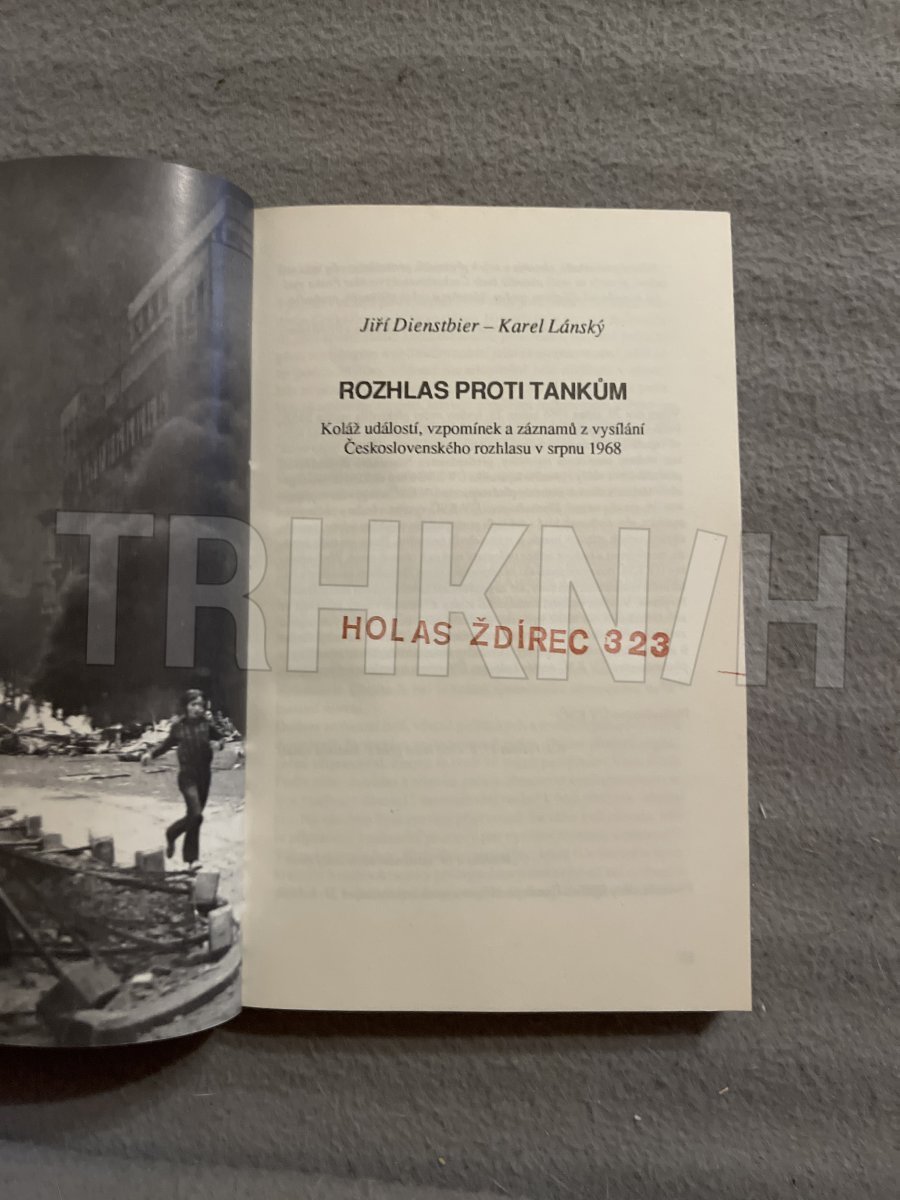 Jiří Dienstbier – Karel Lánský
ROZHLAS PROTI TANKŮM
Koláž událostí, vzpomínek a záznamů z vysílání
Československého rozhlasu v srpnu 1968
TRHKN/H
HOLAS ŽDÍREC 323